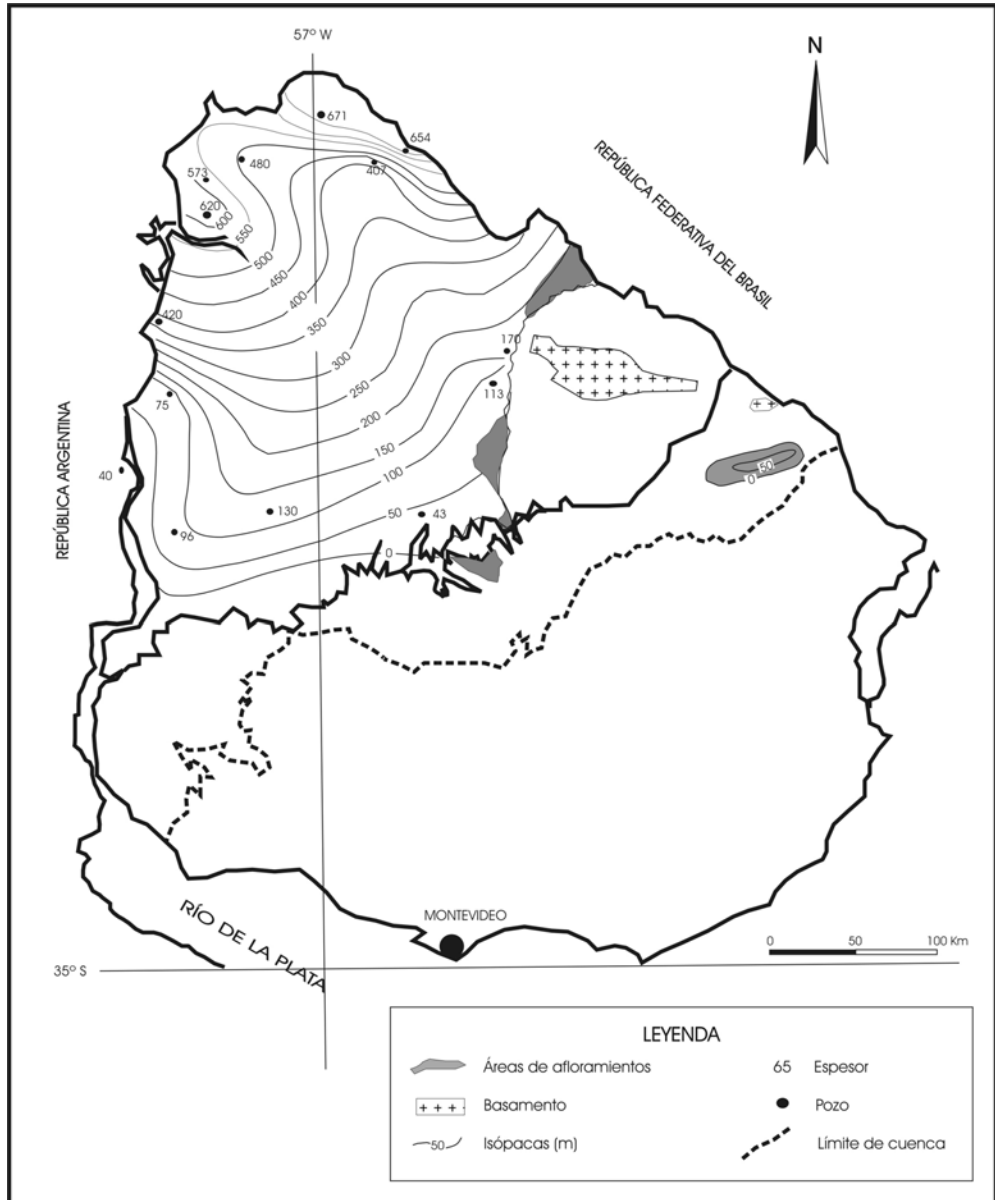 57º W
N
671
654
480
407
573
620
600
550
500
450
400
350
300
250
200
150
100
50
0
420
170
113
75
40
130
43
96
50
0
REPÚBLICA FEDERATIVA DEL BRASIL
REPÚBLICA ARGENTINA
MONTEVIDEO
RÍO DE LA PLATA
0 50 100 Km
35º S
LEYENDA
Áreas de afloramientos
65 Espesor
Basamento
Pozo
50 Isópacas (m)
Límite de cuenca